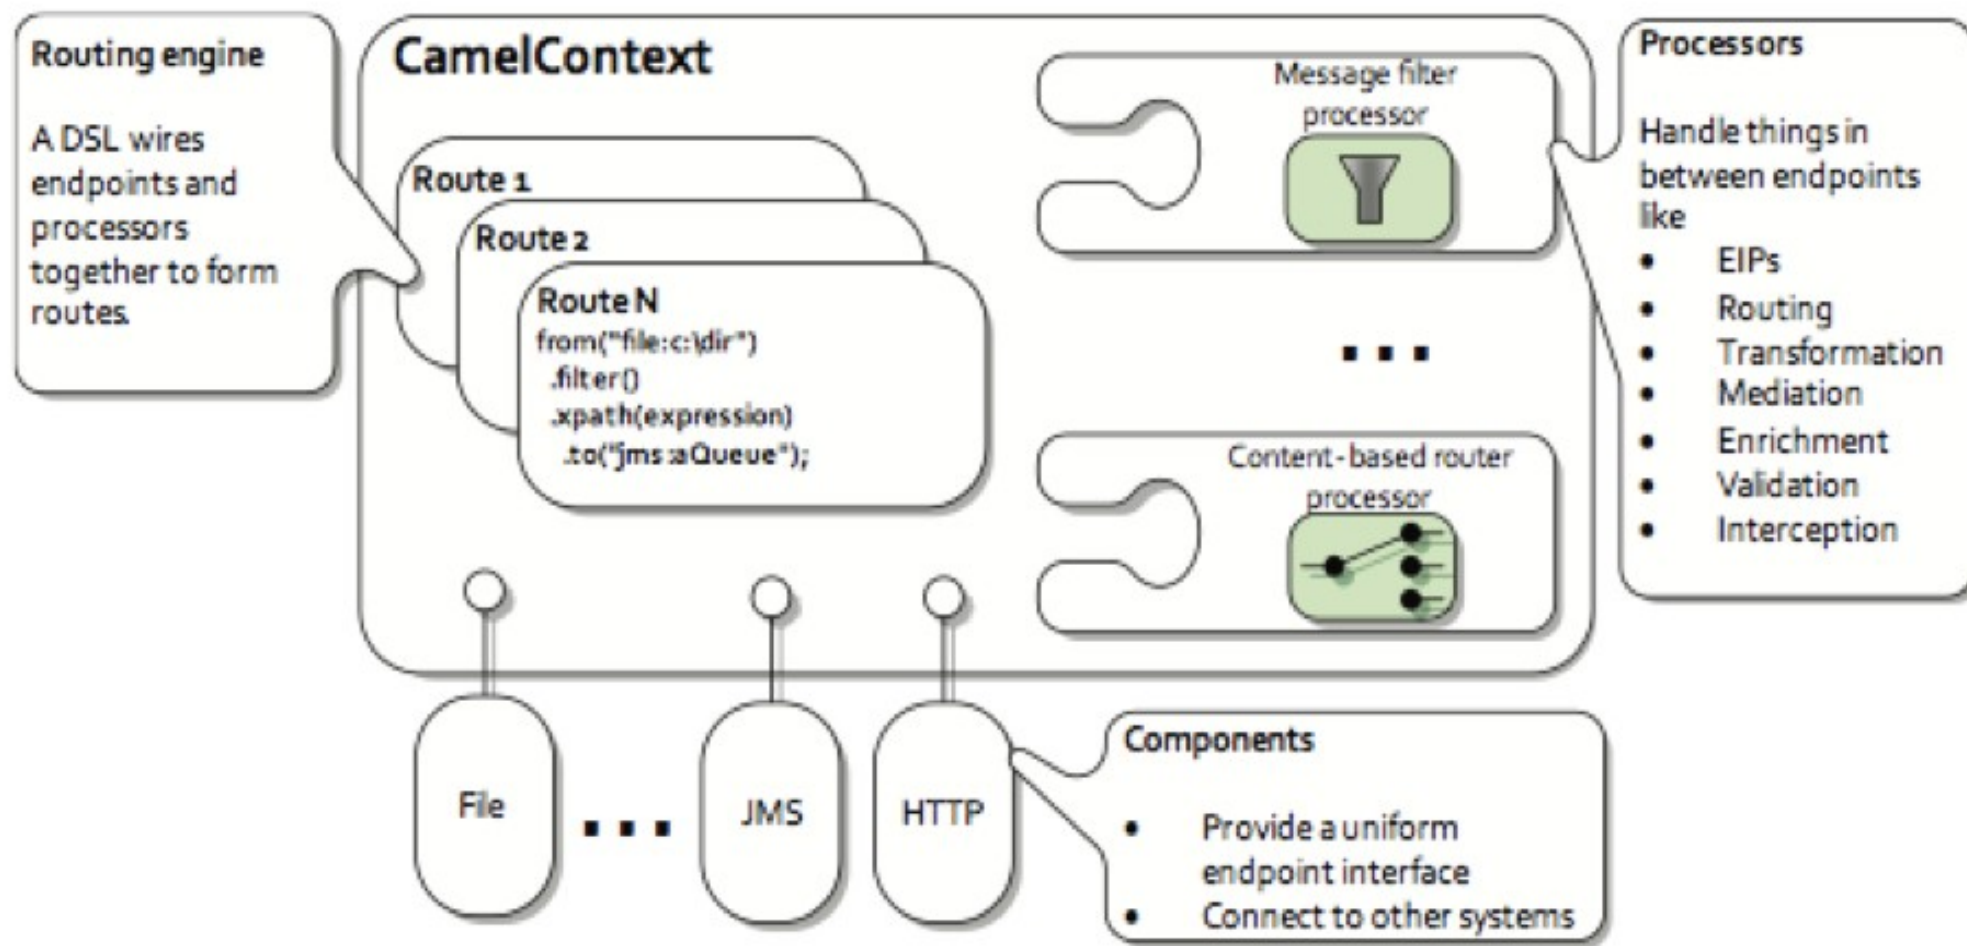 Routing engine
A DSL wires
endpoints and
processors
together to form
routes.
CamelContext
Route 1
Route 2
Route N
from("file:c:\dir")
.filter()
.xpath(expression)
.to("jms:aQueue");
Message filter
processor
...
Content-based router
processor
Processors
Handle things in
between endpoints
like
• EIPs
• Routing
• Transformation
• Mediation
• Enrichment
• Validation
• Interception
File
...
JMS
HTTP
Components
• Provide a uniform
endpoint interface
• Connect to other systems